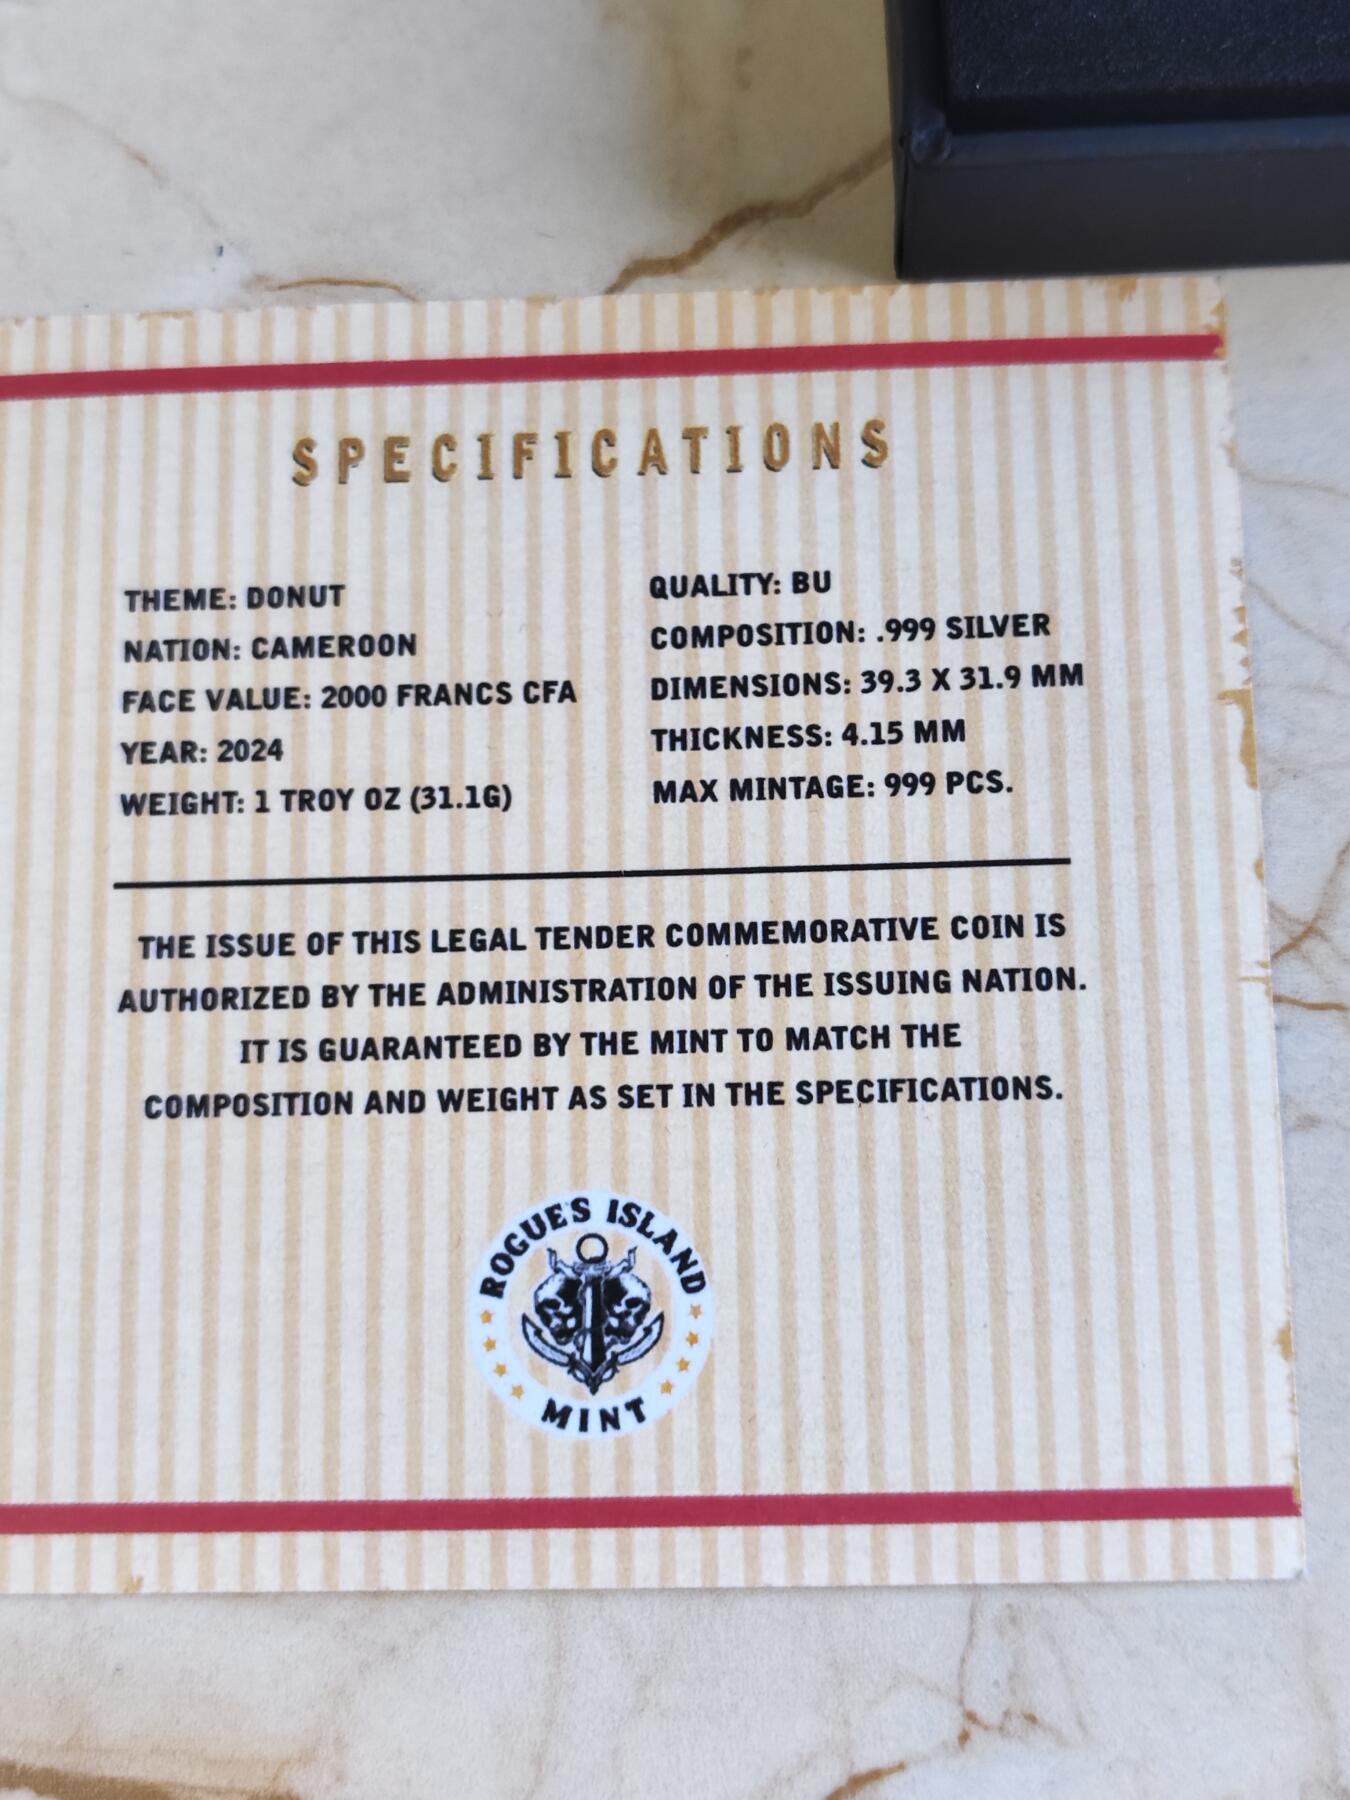 SPECIFICATIONS
THEME: DONUT
NATION: CAMEROON
FACE VALUE: 2000 FRANCS CFA
YEAR: 2024
WEIGHT: 1 TROY OZ (31.1G)
QUALITY: BU
COMPOSITION: .999 SILVER
DIMENSIONS: 39.3 X 31.9 MM
THICKNESS: 4.15 MM
MAX MINTAGE: 999 PCS.
THE ISSUE OF THIS LEGAL TENDER COMMEMORATIVE COIN IS
AUTHORIZED BY THE ADMINISTRATION OF THE ISSUING NATION.
IT IS GUARANTEED BY THE MINT TO MATCH THE
COMPOSITION AND WEIGHT AS SET IN THE SPECIFICATIONS.
ROGUE'S ISLAND
MINT